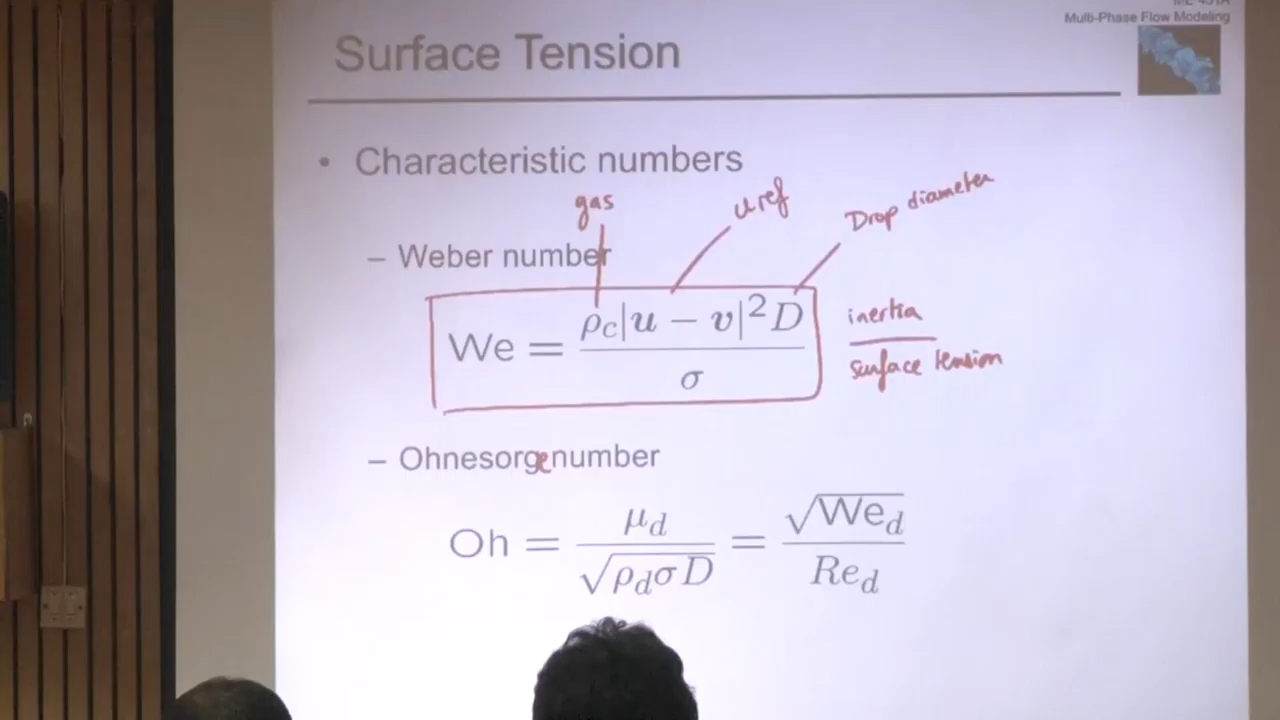 Multi-Phase Flow Modeling
Surface Tension
• Characteristic numbers
gas
uref
Drop diameter
– Weber number
We = ρc|u − v|²D / σ
inertia
surface tension
– Ohnesorge number
Oh = μd / √ρdσD = √Wed / Red